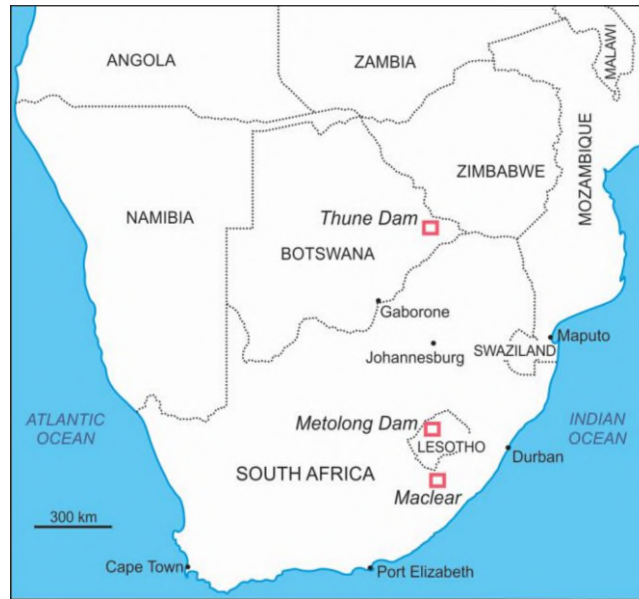 ANGOLA
ZAMBIA
MALAWI
MOZAMBIQUE
ZIMBABWE
NAMIBIA
Thune Dam
BOTSWANA
Gaborone
Johannesburg
SWAZILAND
Maputo
ATLANTIC
OCEAN
Metolong Dam
LESOTHO
INDIAN
OCEAN
Durban
SOUTH AFRICA
Maclear
300 km
Cape Town
Port Elizabeth